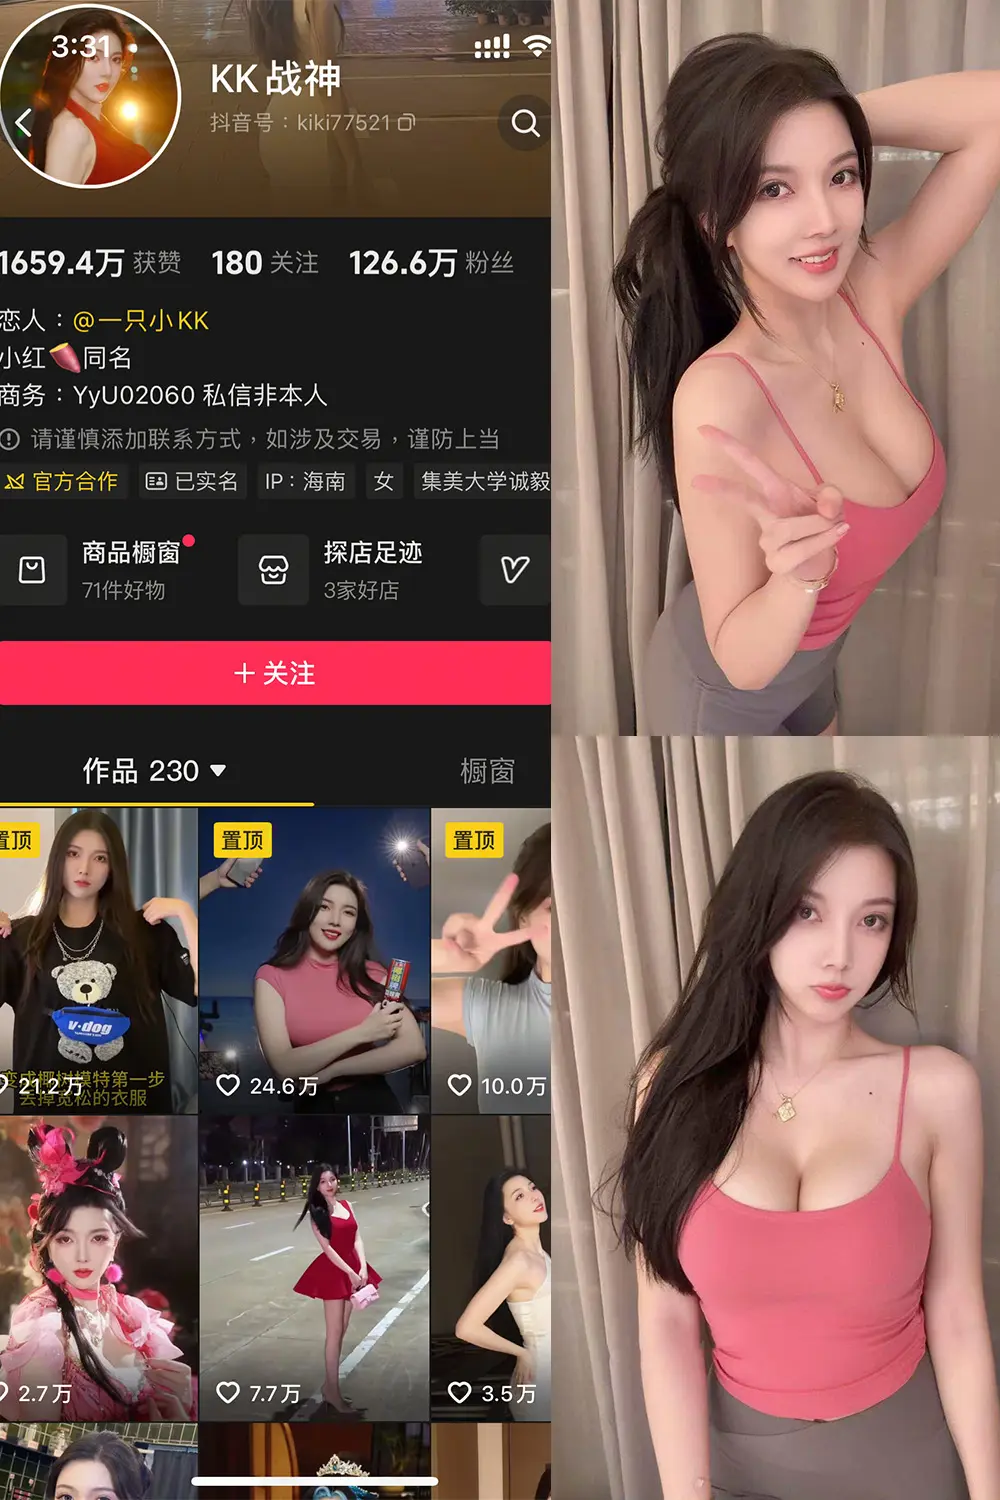 3:31
KK战神
抖音号：kiki77521
1659.4万 获赞 180 关注 126.6万 粉丝
恋人：@一只小KK
小红🍠同名
商务：YyU02060 私信非本人
请谨慎添加联系方式，如涉及交易，谨防上当
官方合作 已实名 IP：海南 女 集美大学诚毅
商品橱窗 探店足迹
71件好物 3家好店
＋关注
作品 230 橱窗
置顶 置顶 置顶
V·dog
变成椰树模特第一步
去掉宽松的衣服
21.2万 24.6万 10.0万
2.7万 7.7万 3.5万